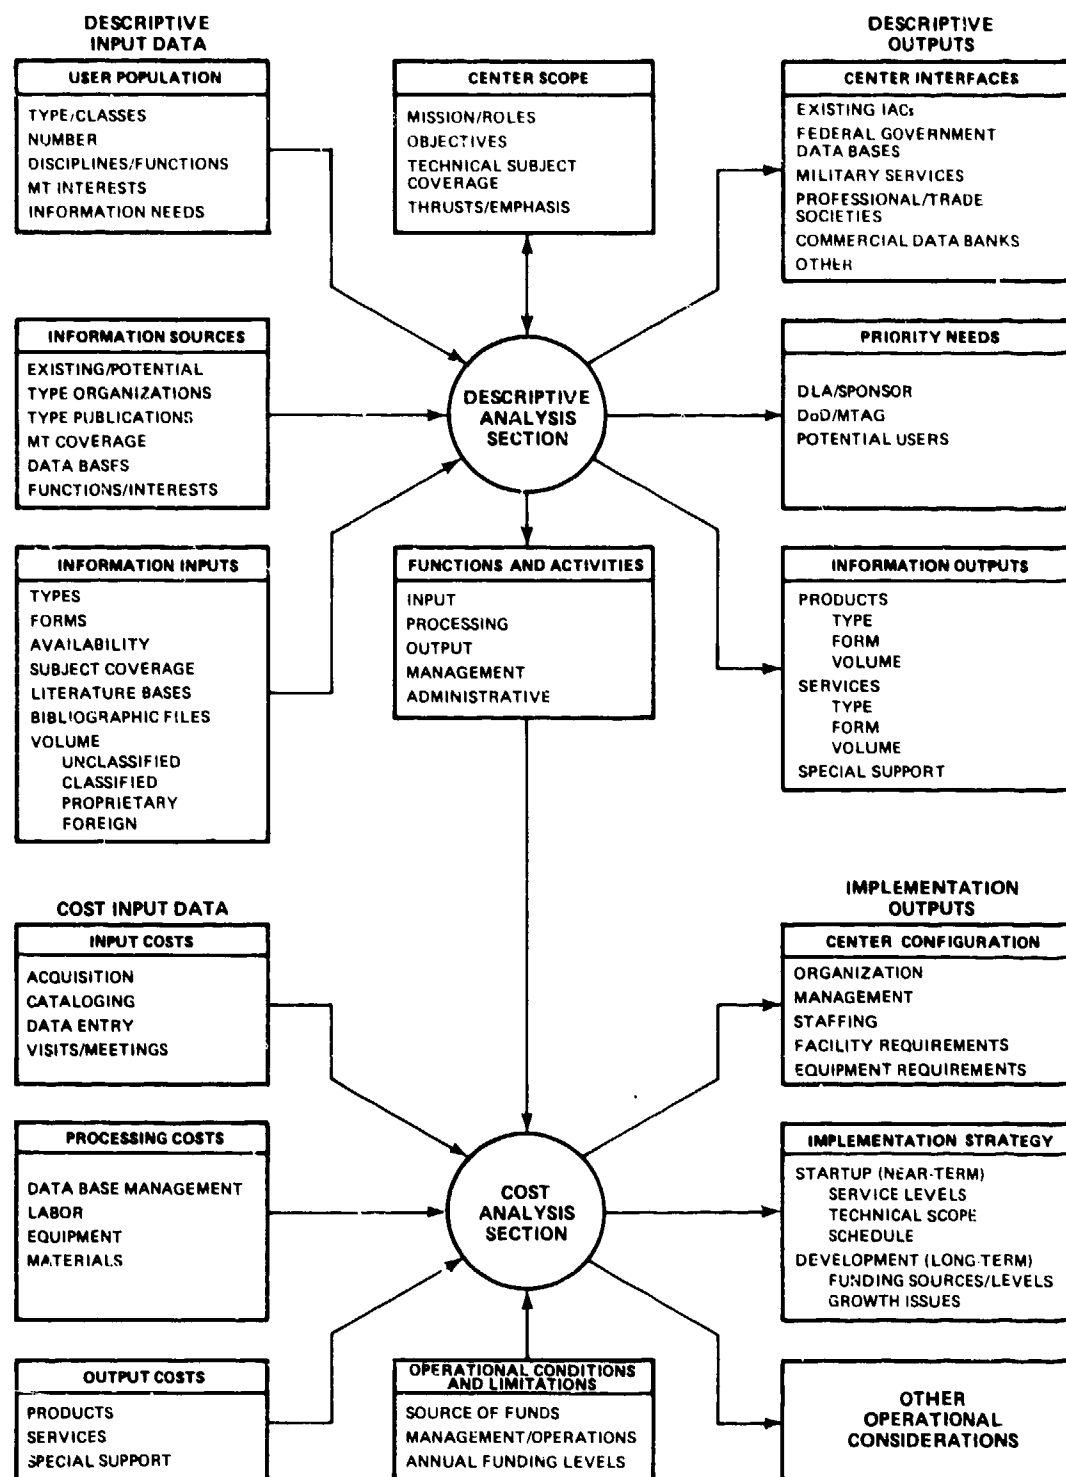 DESCRIPTIVE
INPUT DATA
USER POPULATION
TYPE/CLASSES
NUMBER
DISCIPLINES/FUNCTIONS
MT INTERESTS
INFORMATION NEEDS
CENTER SCOPE
MISSION/ROLES
OBJECTIVES
TECHNICAL SUBJECT
COVERAGE
THRUSTS/EMPHASIS
DESCRIPTIVE
OUTPUTS
CENTER INTERFACES
EXISTING IACs
FEDERAL GOVERNMENT
DATA BASES
MILITARY SERVICES
PROFESSIONAL/TRADE
SOCIETIES
COMMERCIAL DATA BANKS
OTHER
INFORMATION SOURCES
EXISTING/POTENTIAL
TYPE ORGANIZATIONS
TYPE PUBLICATIONS
MT COVERAGE
DATA BASES
FUNCTIONS/INTERESTS
DESCRIPTIVE
ANALYSIS
SECTION
PRIORITY NEEDS
DLA/SPONSOR
DoD/MTAG
POTENTIAL USERS
INFORMATION INPUTS
TYPES
FORMS
AVAILABILITY
SUBJECT COVERAGE
LITERATURE BASES
BIBLIOGRAPHIC FILES
VOLUME
UNCLASSIFIED
CLASSIFIED
PROPRIETARY
FOREIGN
FUNCTIONS AND ACTIVITIES
INPUT
PROCESSING
OUTPUT
MANAGEMENT
ADMINISTRATIVE
INFORMATION OUTPUTS
PRODUCTS
TYPE
FORM
VOLUME
SERVICES
TYPE
FORM
VOLUME
SPECIAL SUPPORT
COST INPUT DATA
INPUT COSTS
ACQUISITION
CATALOGING
DATA ENTRY
VISITS/MEETINGS
IMPLEMENTATION
OUTPUTS
CENTER CONFIGURATION
ORGANIZATION
MANAGEMENT
STAFFING
FACILITY REQUIREMENTS
EQUIPMENT REQUIREMENTS
PROCESSING COSTS
DATA BASE MANAGEMENT
LABOR
EQUIPMENT
MATERIALS
COST
ANALYSIS
SECTION
IMPLEMENTATION STRATEGY
STARTUP (NEAR-TERM)
SERVICE LEVELS
TECHNICAL SCOPE
SCHEDULE
DEVELOPMENT (LONG-TERM)
FUNDING SOURCES/LEVELS
GROWTH ISSUES
OUTPUT COSTS
PRODUCTS
SERVICES
SPECIAL SUPPORT
OPERATIONAL CONDITIONS
AND LIMITATIONS
SOURCE OF FUNDS
MANAGEMENT/OPERATIONS
ANNUAL FUNDING LEVELS
OTHER
OPERATIONAL
CONSIDERATIONS